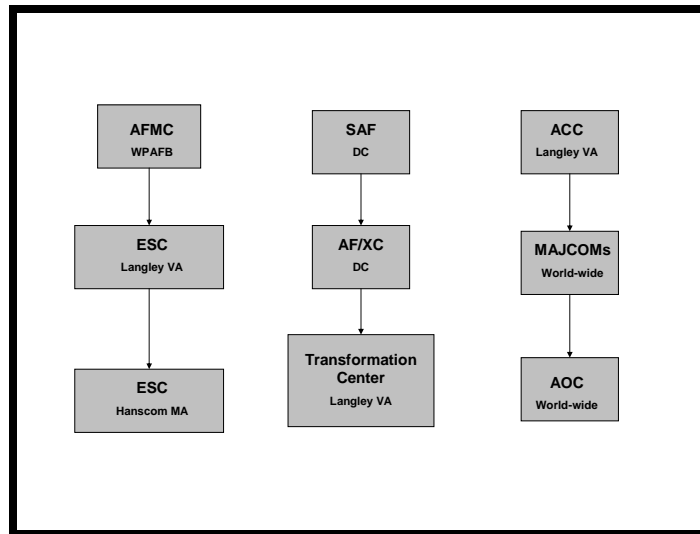 AFMC
WPAFB
SAF
DC
ACC
Langley VA
ESC
Langley VA
AF/XC
DC
MAJCOMs
World-wide
ESC
Hanscom MA
Transformation
Center
Langley VA
AOC
World-wide